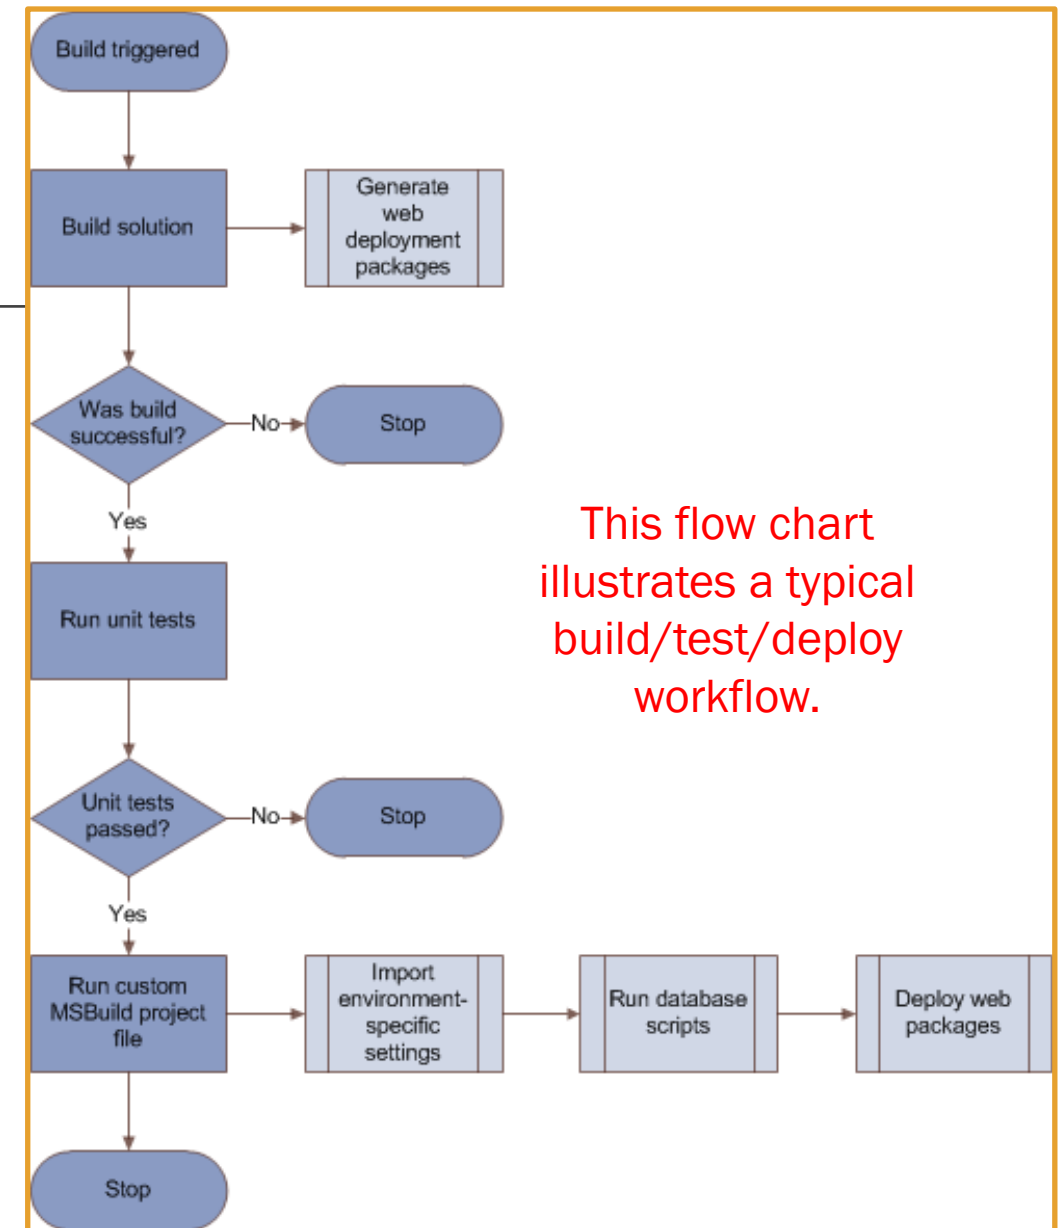 Build triggered
Build solution
Generate
web
deployment
packages
Was build
successful?
No
Stop
Yes
This flow chart
illustrates a typical
build/test/deploy
workflow.
Run unit tests
Unit tests
passed?
No
Stop
Yes
Run custom
MSBuild project
file
Import
environment-
specific
settings
Run database
scripts
Deploy web
packages
Stop